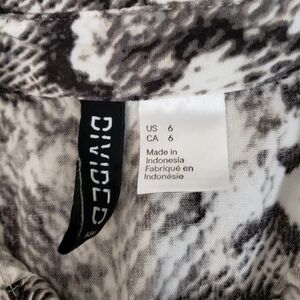 DIVIDED
US 6
CA 6
Made in
Indonesia
Fabriqué en
Indonésie